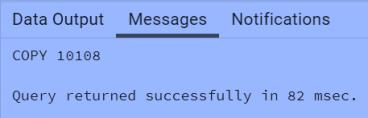 Data Output Messages Notifications
COPY 10108
Query returned successfully in 82 msec.